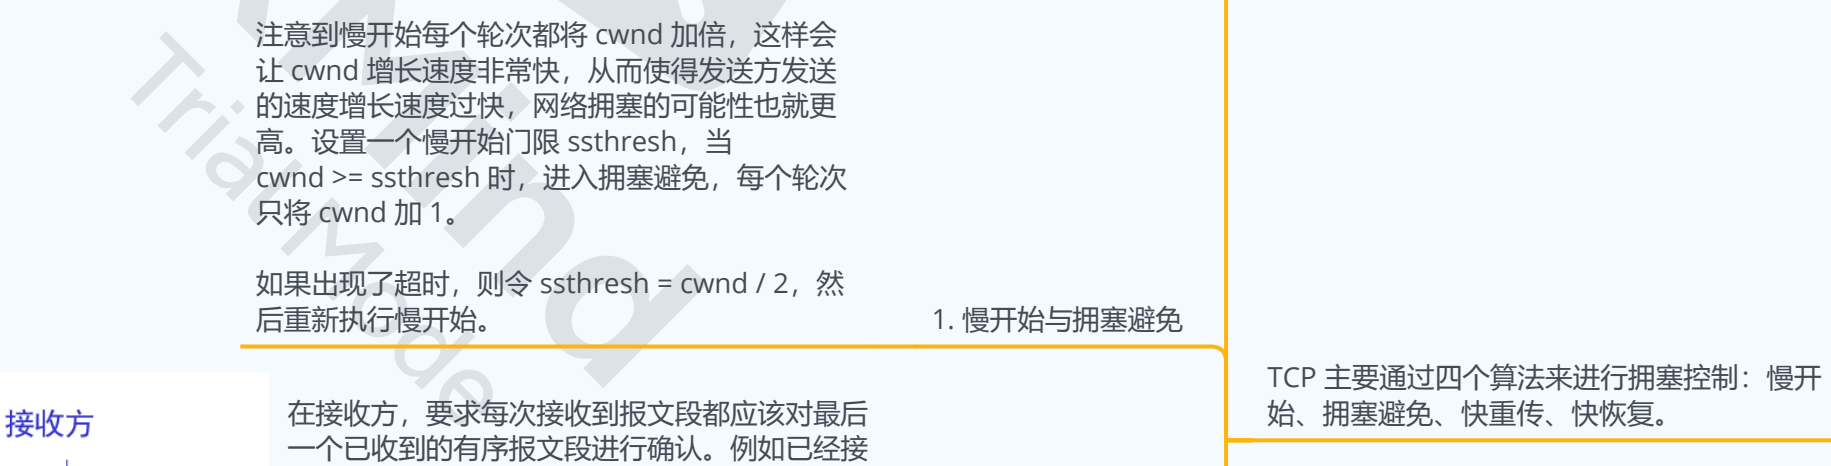 注意到慢开始每个轮次都将 cwnd 加倍，这样会
让 cwnd 增长速度非常快，从而使得发送方发送
的速度增长速度过快，网络拥塞的可能性也就更
高。设置一个慢开始门限 ssthresh，当
cwnd >= ssthresh 时，进入拥塞避免，每个轮次
只将 cwnd 加 1。
如果出现了超时，则令 ssthresh = cwnd / 2，然
后重新执行慢开始。
1. 慢开始与拥塞避免
TCP 主要通过四个算法来进行拥塞控制：慢开
始、拥塞避免、快重传、快恢复。
接收方
在接收方，要求每次接收到报文段都应该对最后
一个已收到的有序报文段进行确认。例如已经接
XMind
Trial Mode